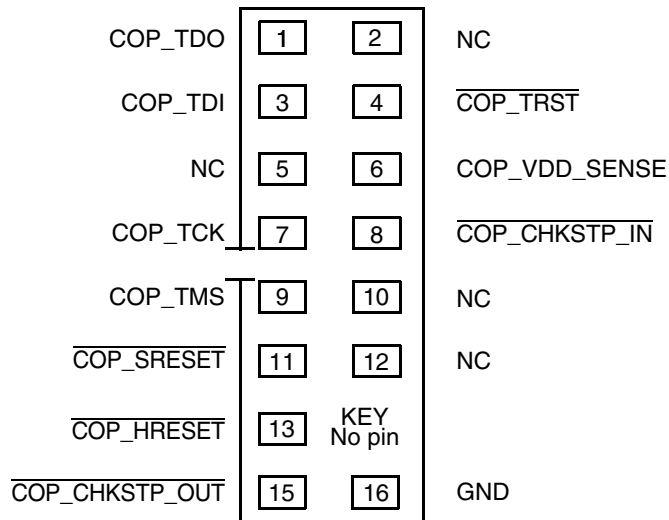 COP_TDO 1 2 NC
COP_TDI 3 4 COP_TRST
NC 5 6 COP_VDD_SENSE
COP_TCK 7 8 COP_CHKSTP_IN
COP_TMS 9 10 NC
COP_SRESET 11 12 NC
COP_HRESET 13 KEY
No pin
COP_CHKSTP_OUT 15 16 GND